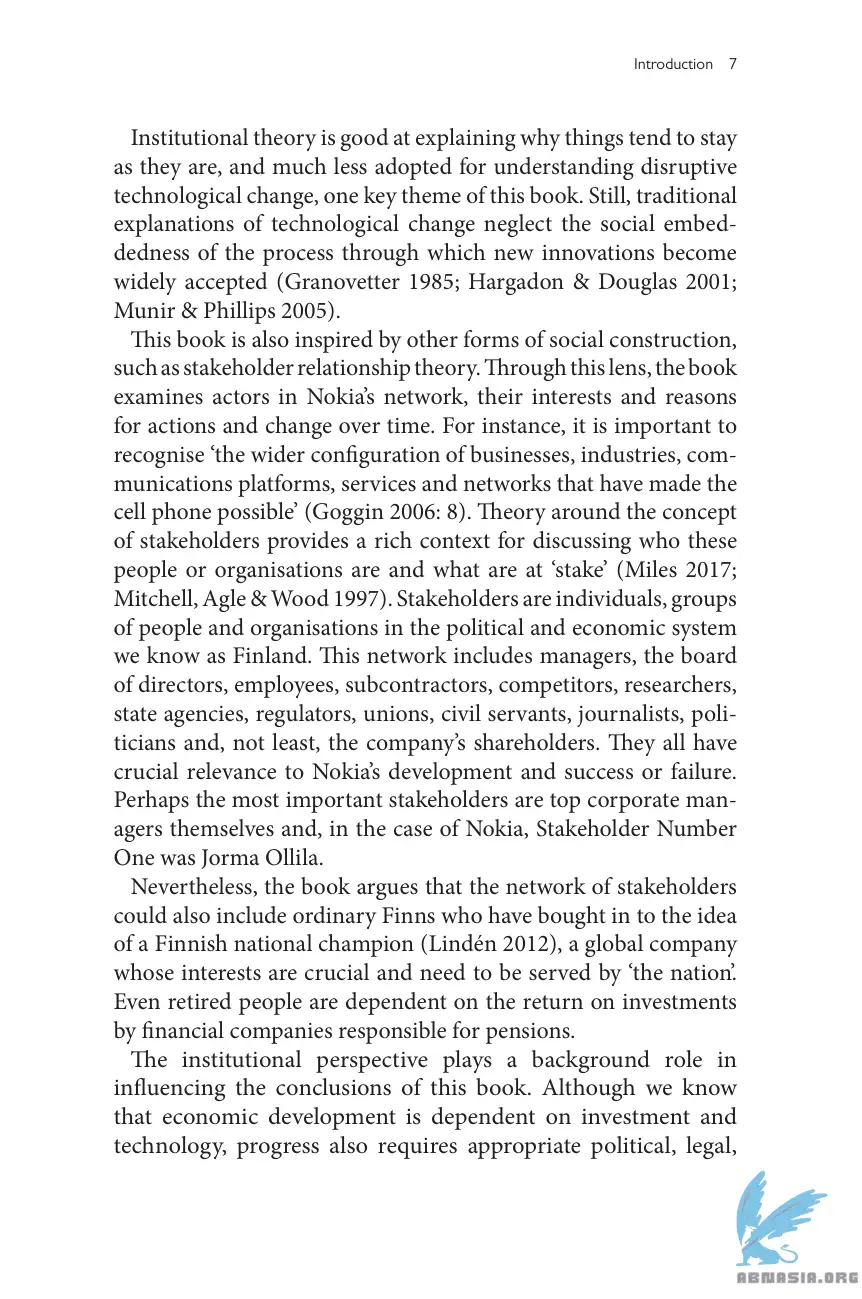 Introduction 7
Institutional theory is good at explaining why things tend to stay
as they are, and much less adopted for understanding disruptive
technological change, one key theme of this book. Still, traditional
explanations of technological change neglect the social embed-
dedness of the process through which new innovations become
widely accepted (Granovetter 1985; Hargadon & Douglas 2001;
Munir & Phillips 2005).
This book is also inspired by other forms of social construction,
such as stakeholder relationship theory. Through this lens, the book
examines actors in Nokia’s network, their interests and reasons
for actions and change over time. For instance, it is important to
recognise ‘the wider configuration of businesses, industries, com-
munications platforms, services and networks that have made the
cell phone possible’ (Goggin 2006: 8). Theory around the concept
of stakeholders provides a rich context for discussing who these
people or organisations are and what are at ‘stake’ (Miles 2017;
Mitchell, Agle & Wood 1997). Stakeholders are individuals, groups
of people and organisations in the political and economic system
we know as Finland. This network includes managers, the board
of directors, employees, subcontractors, competitors, researchers,
state agencies, regulators, unions, civil servants, journalists, poli-
ticians and, not least, the company’s shareholders. They all have
crucial relevance to Nokia’s development and success or failure.
Perhaps the most important stakeholders are top corporate man-
agers themselves and, in the case of Nokia, Stakeholder Number
One was Jorma Ollila.
Nevertheless, the book argues that the network of stakeholders
could also include ordinary Finns who have bought in to the idea
of a Finnish national champion (Lindén 2012), a global company
whose interests are crucial and need to be served by ‘the nation’.
Even retired people are dependent on the return on investments
by financial companies responsible for pensions.
The institutional perspective plays a background role in
influencing the conclusions of this book. Although we know
that economic development is dependent on investment and
technology, progress also requires appropriate political, legal,
ABNASIA.ORG